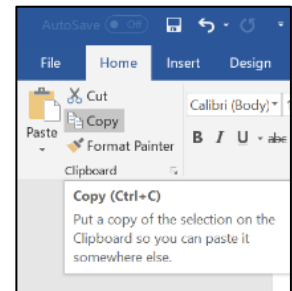 AutoSave Off
File Home Insert Design
Cut
Copy
Format Painter
Paste
Clipboard
Calibri (Body)
B I U abc
Copy (Ctrl+C)
Put a copy of the selection on the
Clipboard so you can paste it
somewhere else.